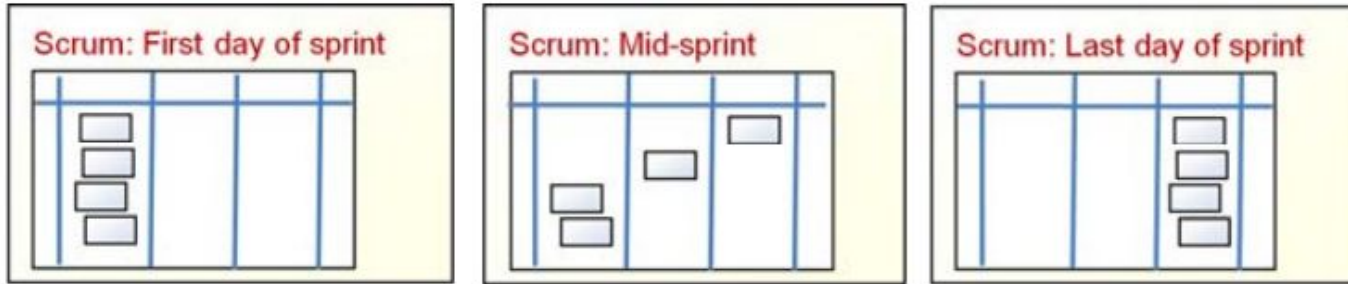 Scrum: First day of sprint
Scrum: Mid-sprint
Scrum: Last day of sprint